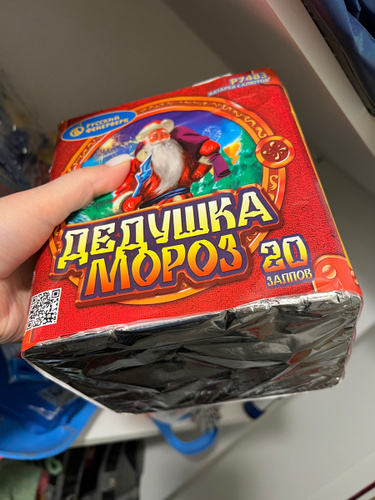 Р7483
БАТАРЕЯ САЛЮТОВ
РУССКИЙ
ФЕЙЕРВЕРК
ДЕДУШКА
МОРОЗ
20
ЗАЛПОВ